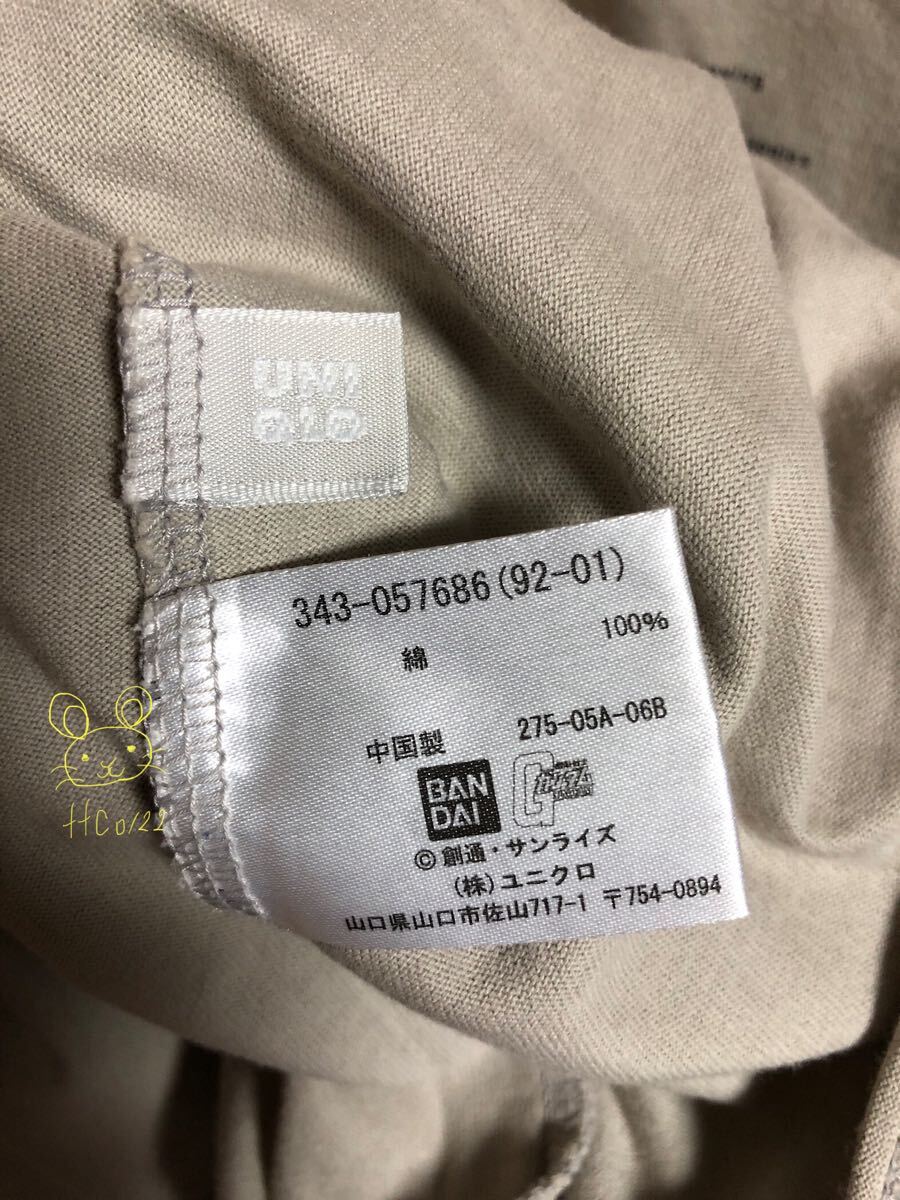 UNI
QLO
343-057686(92-01)
綿 100%
中国製 275-05A-06B
BAN
DAI
©創通・サンライズ
(株)ユニクロ
山口県山口市佐山717-1 〒754-0894
HC0122